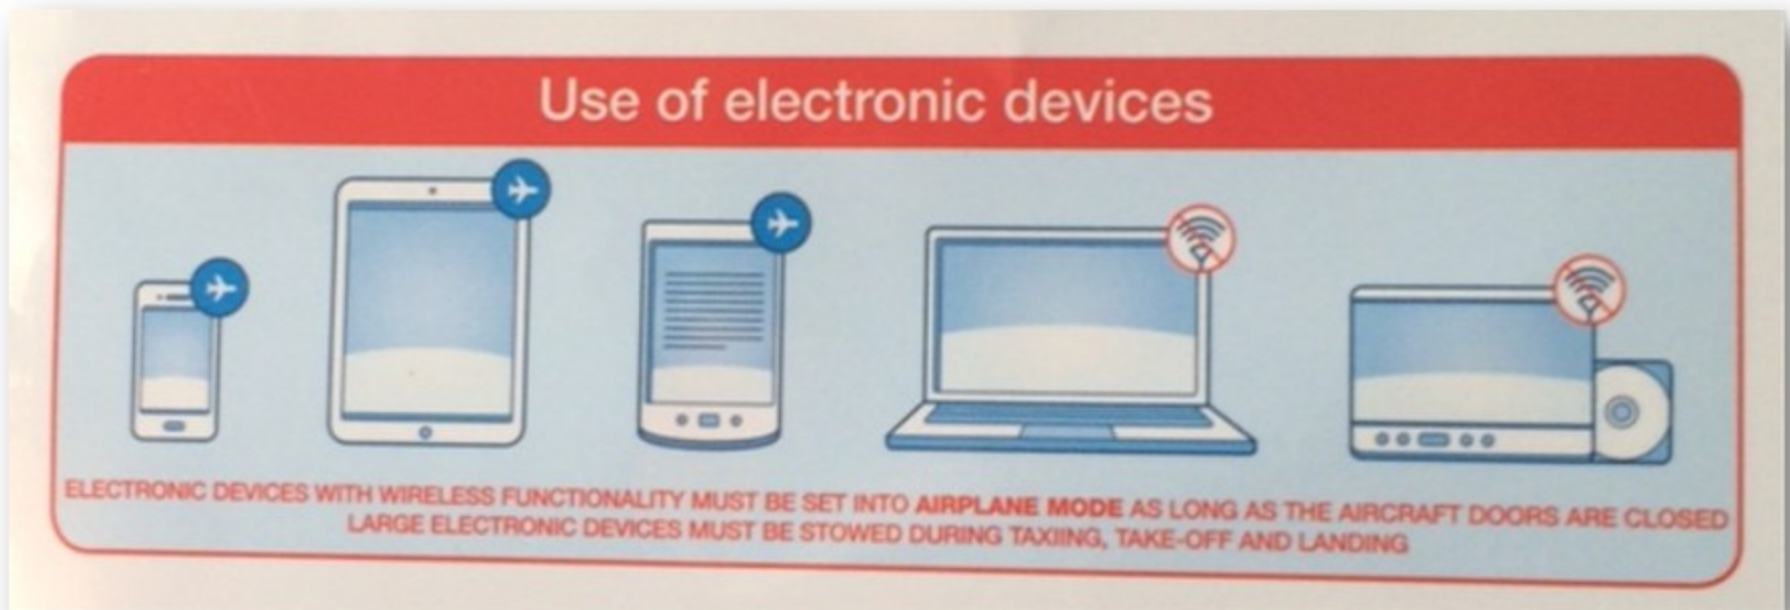 Use of electronic devices
ELECTRONIC DEVICES WITH WIRELESS FUNCTIONALITY MUST BE SET INTO AIRPLANE MODE AS LONG AS THE AIRCRAFT DOORS ARE CLOSED
LARGE ELECTRONIC DEVICES MUST BE STOWED DURING TAXIING, TAKE-OFF AND LANDING